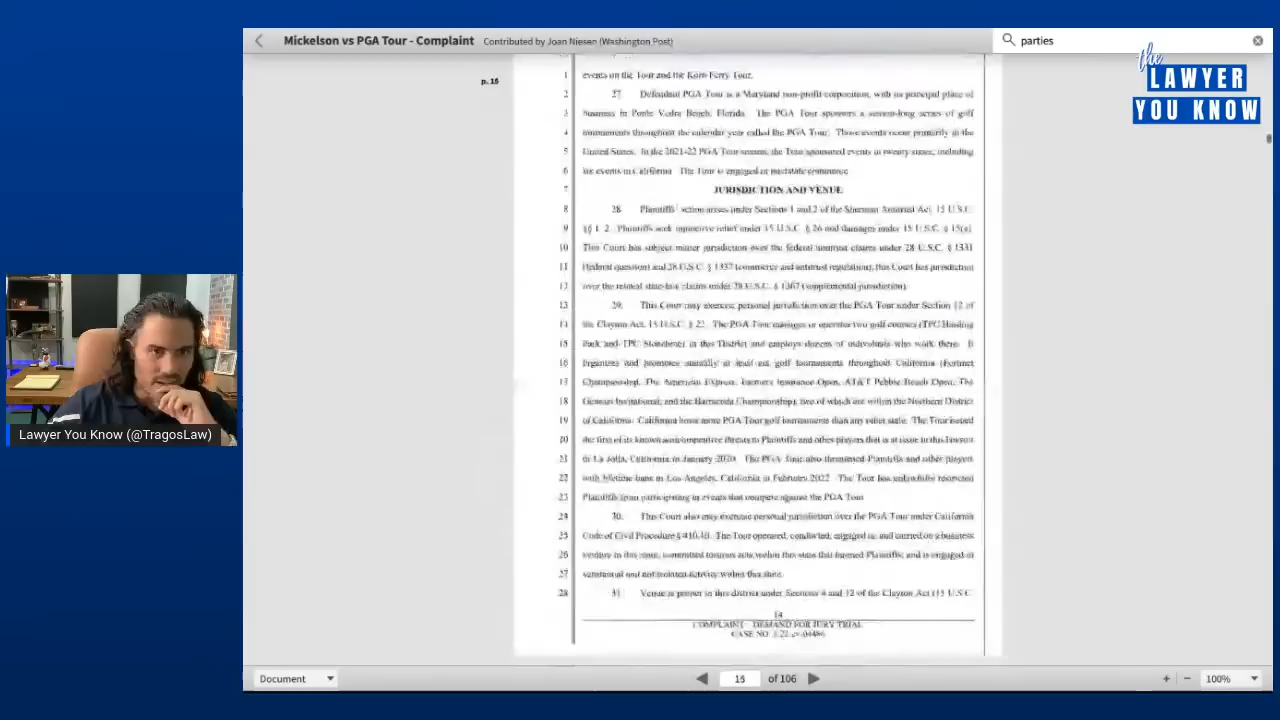 Mickelson vs PGA Tour - Complaint
Contributed by Joan Niesen (Washington Post)
parties
the
LAWYER
YOU KNOW
p. 16
1 events on the Tour and the Korn Ferry Tour.
2 27. Defendant PGA Tour is a Maryland non-profit corporation, with its principal place of
3 business in Ponte Vedra Beach, Florida. The PGA Tour sponsors a season-long series of golf
4 tournaments throughout the calendar year called the PGA Tour. Those events occur primarily in the
5 United States. In the 2021-22 PGA Tour season, the Tour sponsored events in twenty states, including
6 six events in California. The Tour is engaged in interstate commerce.
7 JURISDICTION AND VENUE
8 28. Plaintiffs' action arises under Sections 1 and 2 of the Sherman Antitrust Act, 15 U.S.C.
9 §§ 1, 2. Plaintiffs seek injunctive relief under 15 U.S.C. § 26 and damages under 15 U.S.C. § 15(a).
10 This Court has subject matter jurisdiction over the federal antitrust claims under 28 U.S.C. § 1331
11 (federal question) and 28 U.S.C. § 1337 (commerce and antitrust regulation); this Court has jurisdiction
12 over the related state-law claims under 28 U.S.C. § 1367 (supplemental jurisdiction).
13 29. This Court may exercise personal jurisdiction over the PGA Tour under Section 12 of
14 the Clayton Act, 15 U.S.C. § 22. The PGA Tour manages or operates two golf courses (TPC Harding
15 Park and TPC Stonebrae) in this District and employs dozens of individuals who work there. It
16 organizes and promotes annually at least six golf tournaments throughout California (Fortinet
17 Championship, The American Express, Farmers Insurance Open, AT&T Pebble Beach Open, The
18 Genesis Invitational, and the Barracuda Championship), two of which are within the Northern District
19 of California. California hosts more PGA Tour golf tournaments than any other state. The Tour issued
20 the first of its known anticompetitive threats to Plaintiffs and other players that is at issue in this lawsuit
21 in La Jolla, California in January 2020. The PGA Tour also threatened Plaintiffs and other players
22 with lifetime bans in Los Angeles, California in February 2022. The Tour has unlawfully restricted
23 Plaintiffs from participating in events that compete against the PGA Tour.
24 30. This Court also may exercise personal jurisdiction over the PGA Tour under California
25 Code of Civil Procedure § 410.10. The Tour operated, conducted, engaged in, and carried on a business
26 venture in this state; committed tortious acts within this state that harmed Plaintiffs; and is engaged in
27 substantial and not isolated activity within this state.
28 31. Venue is proper in this district under Sections 4 and 12 of the Clayton Act (15 U.S.C.
14
COMPLAINT – DEMAND FOR JURY TRIAL
CASE NO.
Lawyer You Know (@TragosLaw)
Document
16 of 106
+ − 100%